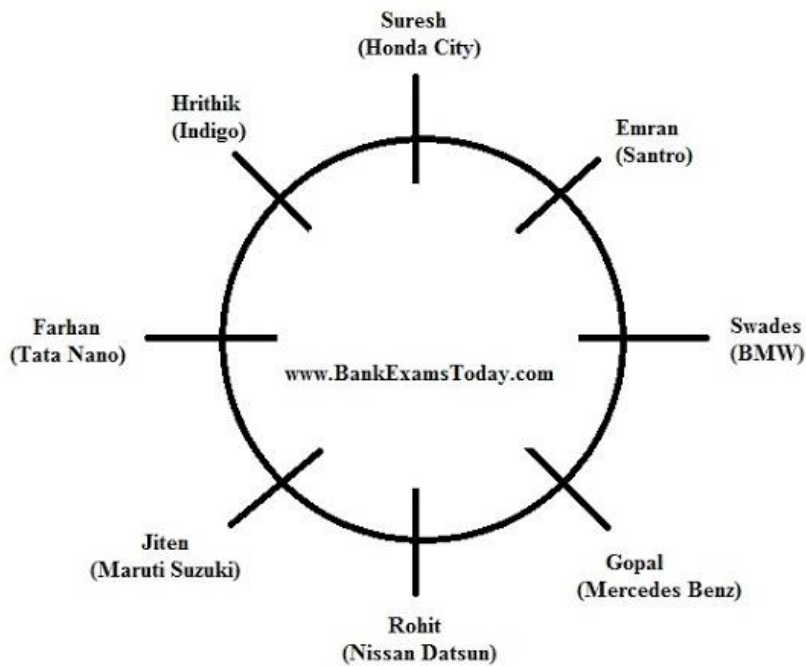 Suresh
(Honda City)
Hrithik
(Indigo)
Emran
(Santro)
Farhan
(Tata Nano)
Swades
(BMW)
www.BankExamsToday.com
Jiten
(Maruti Suzuki)
Gopal
(Mercedes Benz)
Rohit
(Nissan Datsun)